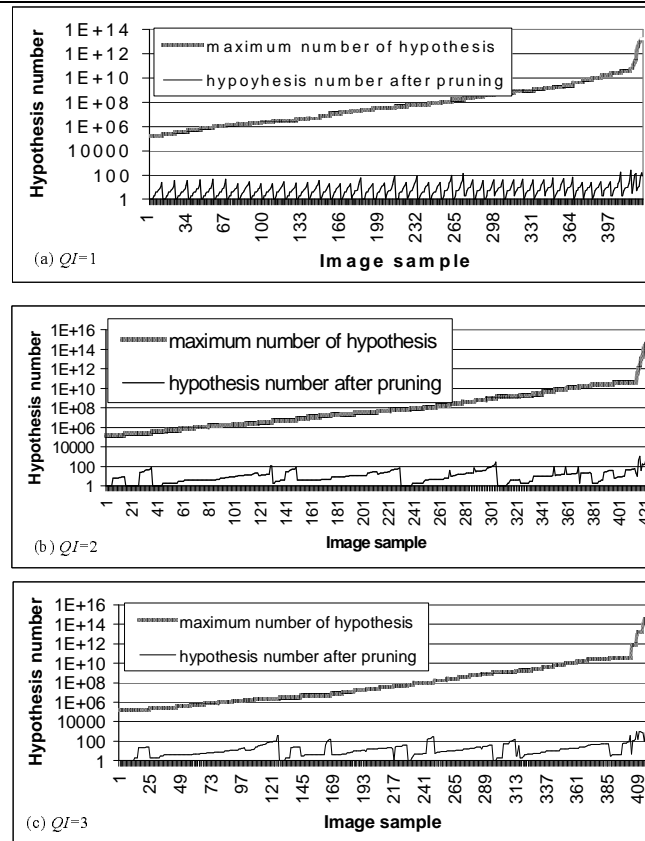 Hypothesis number
1E+14
1E+10
1E+08
1E+06
10000
100
1
maximum number of hypothesis
hypoyhesis number after pruning
1 34 67 100 133 166 199 232 265 298 331 364 397
Image sample
(a) QI=1
Hypothesis number
1E+16
1E+14
1E+12
1E+10
1E+08
1E+06
10000
100
1
maximum number of hypothesis
hypothesis number after pruning
1 21 41 61 81 101 121 141 161 181 201 221 241 261 281 301 321 341 361 381 401 421
Image sample
(b) QI=2
Hypothesis number
1E+16
1E+14
1E+12
1E+10
1E+08
1E+06
10000
100
1
maximum number of hypothesis
hypothesis number after pruning
1 25 49 73 97 121 145 169 193 217 241 265 289 313 337 361 385 409
Image sample
(c) QI=3